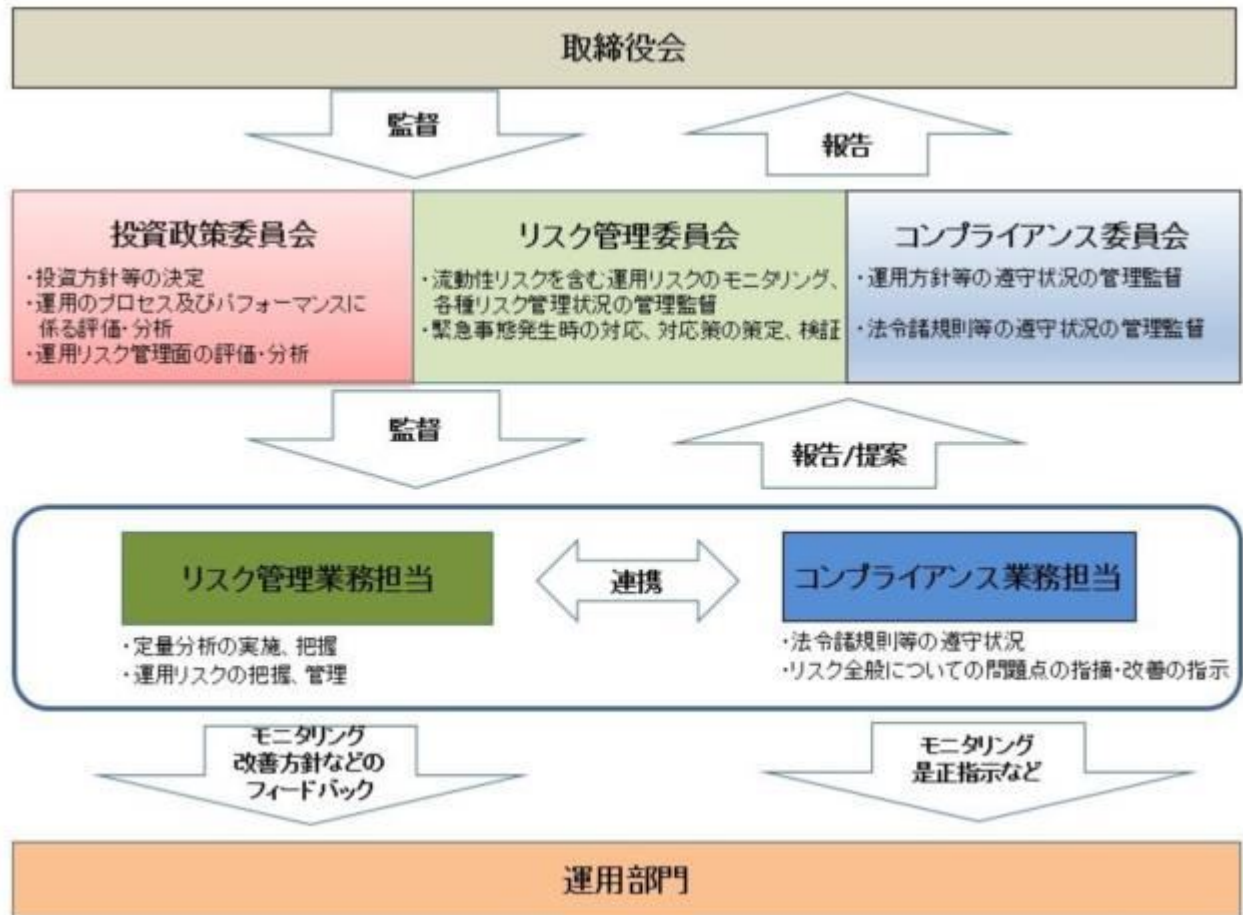 取締役会
監督
報告
投資政策委員会
・投資方針等の決定
・運用のプロセス及びパフォーマンスに
係る評価・分析
・運用リスク管理面の評価・分析
リスク管理委員会
・流動性リスクを含む運用リスクのモニタリング、
各種リスク管理状況の管理監督
・緊急事態発生時の対応、対応策の策定、検証
コンプライアンス委員会
・運用方針等の遵守状況の管理監督
・法令諸規則等の遵守状況の管理監督
監督
報告/提案
リスク管理業務担当
・定量分析の実施、把握
・運用リスクの把握、管理
連携
コンプライアンス業務担当
・法令諸規則等の遵守状況
・リスク全般についての問題点の指摘・改善の指示
モニタリング
改善方針などの
フィードバック
モニタリング
是正指示など
運用部門